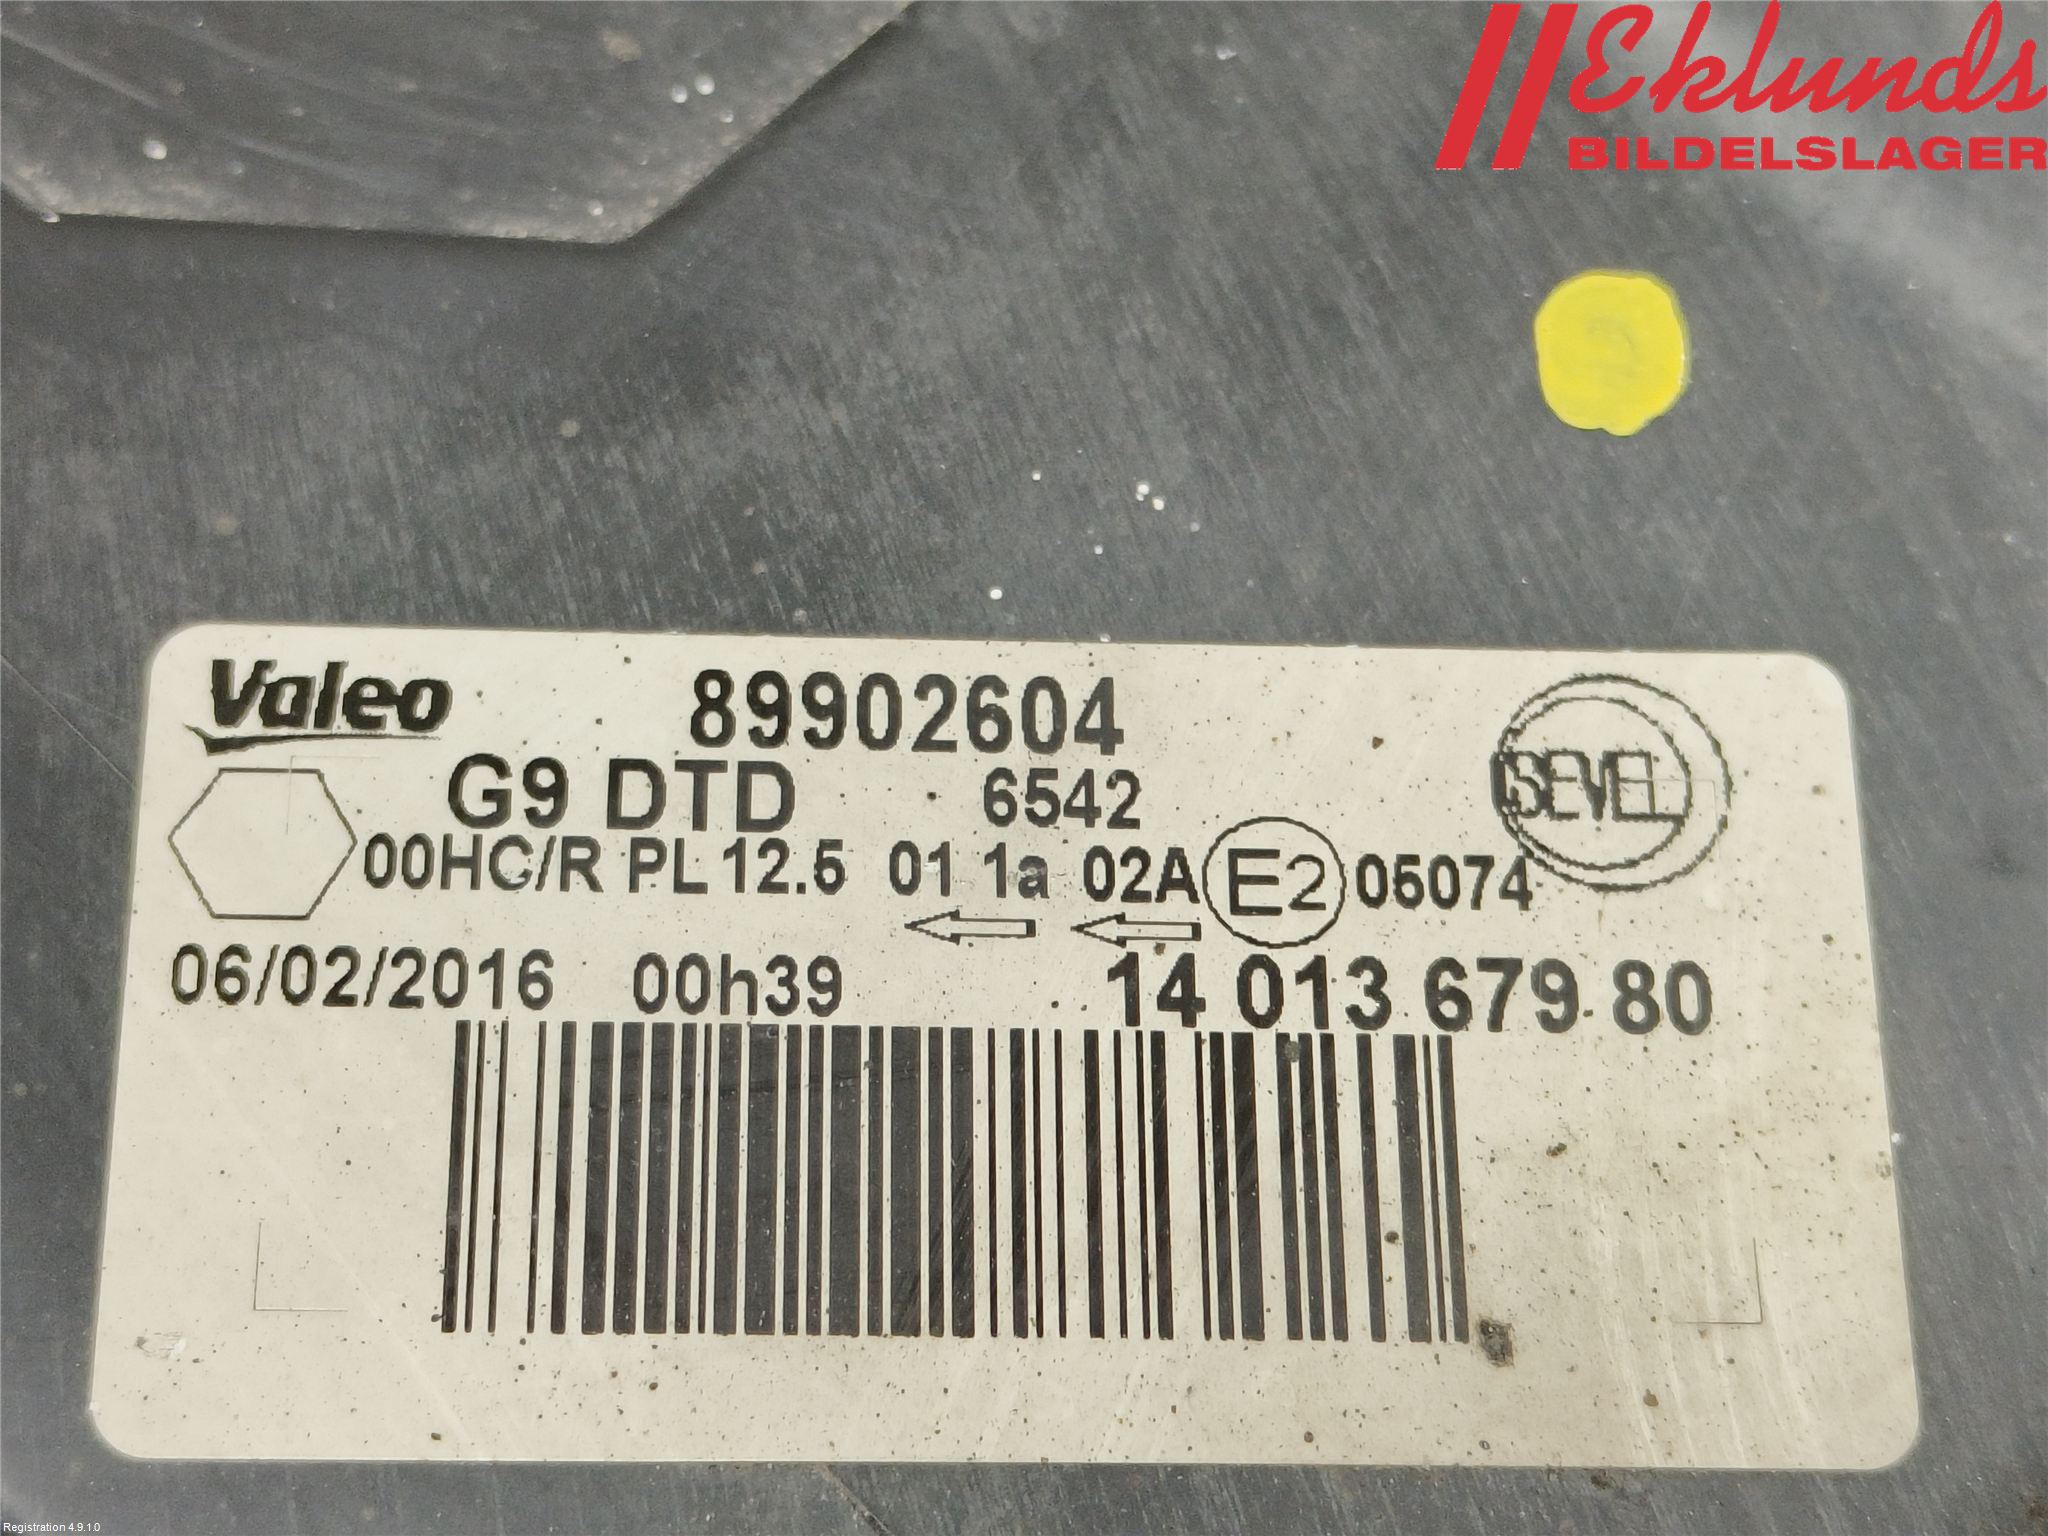 Eklunds
BILDELSLAGER
Valeo 89902604
G9 DTD 6542 SEVEL
00HC/R PL 12.5 01 1a 02A E2 05074
06/02/2016 00h39 14 013 679 80
Registration 4.9.1.0